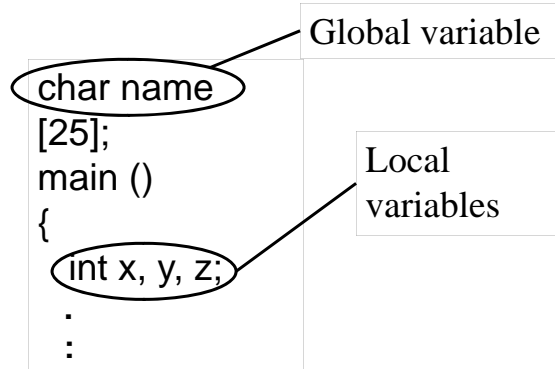 Global variable
char name
[25];
main ()
{
Local
variables
int x, y, z;
.
: